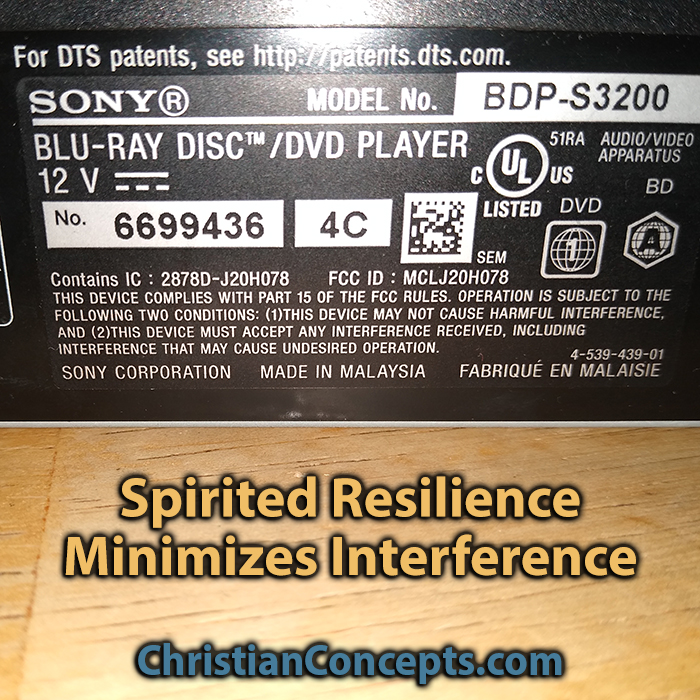 For DTS patents, see http://patents.dts.com.
SONY® MODEL No. BDP-S3200
BLU-RAY DISC™/DVD PLAYER
12 V
No. 6699436 4C
C UL US
LISTED
51RA AUDIO/VIDEO
APPARATUS
DVD BD
1 A
SEM
Contains IC : 2878D-J20H078 FCC ID : MCLJ20H078
THIS DEVICE COMPLIES WITH PART 15 OF THE FCC RULES. OPERATION IS SUBJECT TO THE
FOLLOWING TWO CONDITIONS: (1)THIS DEVICE MAY NOT CAUSE HARMFUL INTERFERENCE,
AND (2)THIS DEVICE MUST ACCEPT ANY INTERFERENCE RECEIVED, INCLUDING
INTERFERENCE THAT MAY CAUSE UNDESIRED OPERATION.
4-539-439-01
SONY CORPORATION MADE IN MALAYSIA FABRIQUÉ EN MALAISIE
Spirited Resilience
Minimizes Interference
ChristianConcepts.com